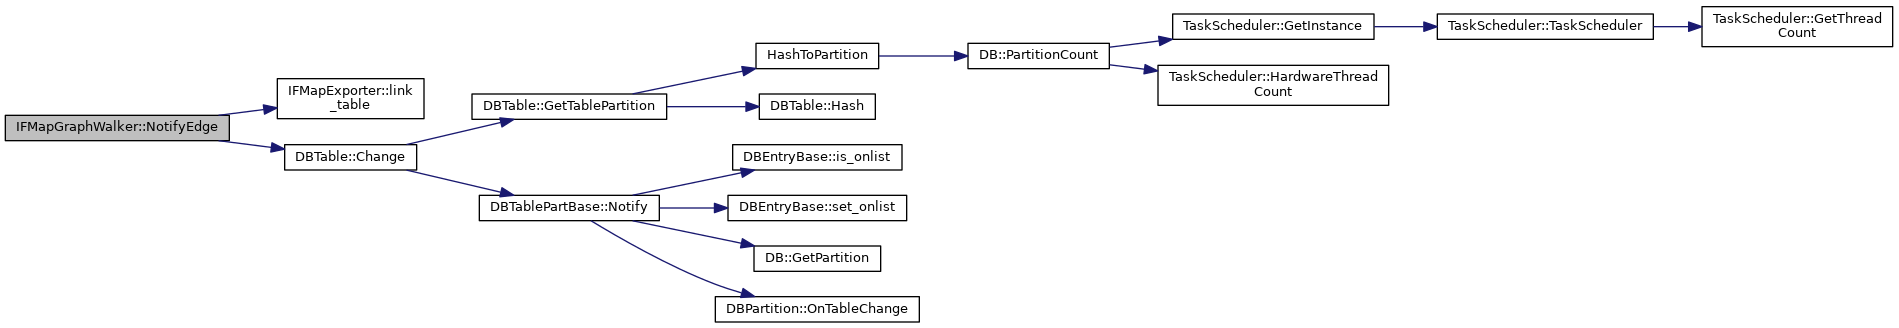 IFMapGraphWalker::NotifyEdge
IFMapExporter::link
_table
DBTable::Change
DBTable::GetTablePartition
DBTablePartBase::Notify
HashToPartition
DBTable::Hash
DBEntryBase::is_onlist
DBEntryBase::set_onlist
DB::GetPartition
DBPartition::OnTableChange
DB::PartitionCount
TaskScheduler::GetInstance
TaskScheduler::HardwareThread
Count
TaskScheduler::TaskScheduler
TaskScheduler::GetThread
Count